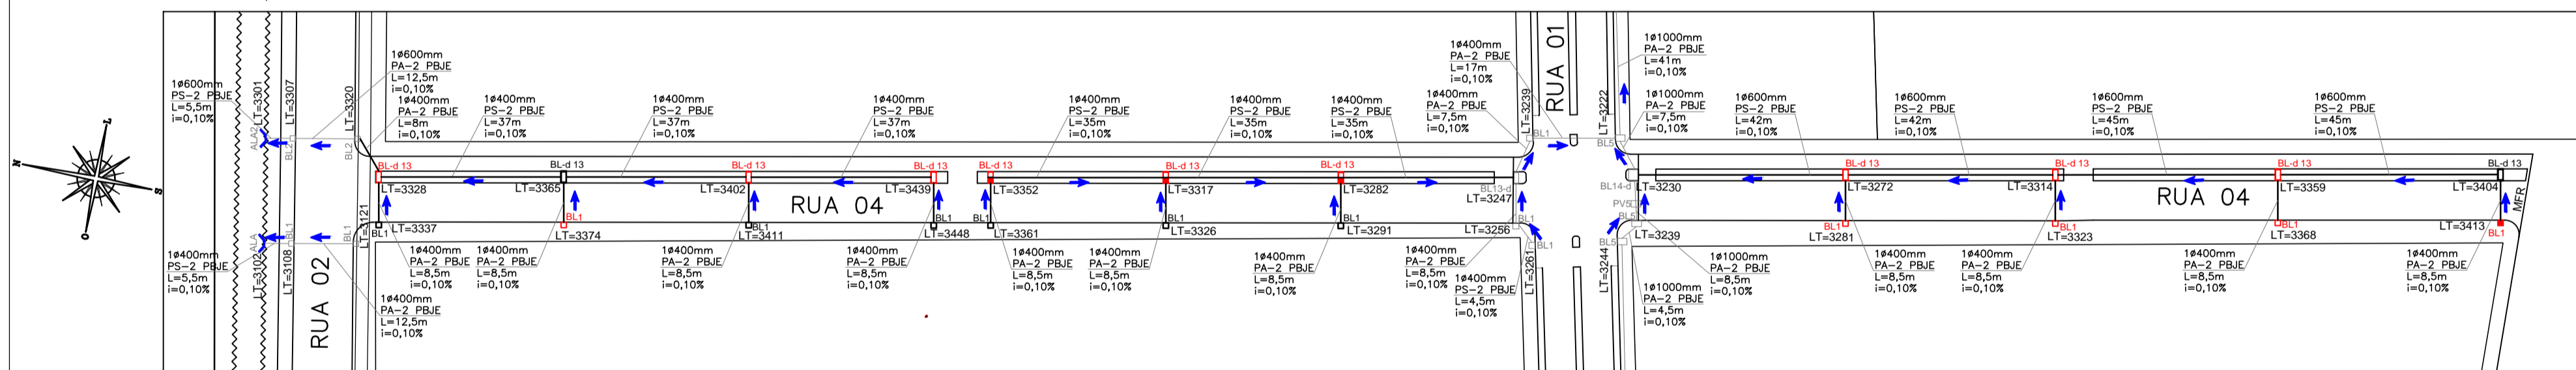 N
L
S
O
1ø600mm
PS-2 PBJE
L=5,5m
i=0,10%
ALA2
LT=3301
LT=3307
BL2
LT=3320
BL2
1ø600mm
PA-2 PBJE
L=12,5m
i=0,10%
1ø400mm
PA-2 PBJE
L=8m
i=0,10%
1ø400mm
PS-2 PBJE
L=37m
i=0,10%
1ø400mm
PS-2 PBJE
L=37m
i=0,10%
1ø400mm
PS-2 PBJE
L=37m
i=0,10%
1ø400mm
PS-2 PBJE
L=35m
i=0,10%
1ø400mm
PS-2 PBJE
L=35m
i=0,10%
1ø400mm
PS-2 PBJE
L=35m
i=0,10%
1ø400mm
PA-2 PBJE
L=17m
i=0,10%
1ø400mm
PA-2 PBJE
L=7,5m
i=0,10%
LT=3239
BL1
RUA 01
LT=3222
BL5
1ø1000mm
PA-2 PBJE
L=41m
i=0,10%
1ø1000mm
PA-2 PBJE
L=7,5m
i=0,10%
1ø600mm
PS-2 PBJE
L=42m
i=0,10%
1ø600mm
PS-2 PBJE
L=42m
i=0,10%
1ø600mm
PS-2 PBJE
L=45m
i=0,10%
1ø600mm
PS-2 PBJE
L=45m
i=0,10%
BL-d 13
LT=3328
BL-d 13
LT=3365
BL-d 13
LT=3402
BL-d 13
LT=3439
BL-d 13
LT=3352
BL-d 13
LT=3317
BL-d 13
LT=3282
BL13-d
LT=3247
BL14-d
LT=3230
BL-d 13
LT=3272
BL-d 13
LT=3314
BL-d 13
LT=3359
BL-d 13
LT=3404
RUA 04
RUA 04
MFR
PV5
ALA
LT=3102
LT=3108
BL1
RUA 02
BL1
LT=3121
BL1
LT=3337
BL1
LT=3374
BL1
LT=3411
BL1
LT=3448
BL1
LT=3361
BL1
LT=3326
BL1
LT=3291
BL1
LT=3256
BL1
LT=3261
LT=3244
BL5
BL5
LT=3239
BL1
LT=3281
BL1
LT=3323
BL1
LT=3368
BL1
LT=3413
1ø400mm
PS-2 PBJE
L=5,5m
i=0,10%
1ø400mm
PA-2 PBJE
L=12,5m
i=0,10%
1ø400mm
PA-2 PBJE
L=8,5m
i=0,10%
1ø400mm
PA-2 PBJE
L=8,5m
i=0,10%
1ø400mm
PA-2 PBJE
L=8,5m
i=0,10%
1ø400mm
PA-2 PBJE
L=8,5m
i=0,10%
1ø400mm
PA-2 PBJE
L=8,5m
i=0,10%
1ø400mm
PA-2 PBJE
L=8,5m
i=0,10%
1ø400mm
PA-2 PBJE
L=8,5m
i=0,10%
1ø400mm
PA-2 PBJE
L=8,5m
i=0,10%
1ø400mm
PS-2 PBJE
L=4,5m
i=0,10%
1ø1000mm
PA-2 PBJE
L=4,5m
i=0,10%
1ø1000mm
PA-2 PBJE
L=8,5m
i=0,10%
1ø400mm
PA-2 PBJE
L=8,5m
i=0,10%
1ø400mm
PA-2 PBJE
L=8,5m
i=0,10%
1ø400mm
PA-2 PBJE
L=8,5m
i=0,10%
1ø400mm
PA-2 PBJE
L=8,5m
i=0,10%